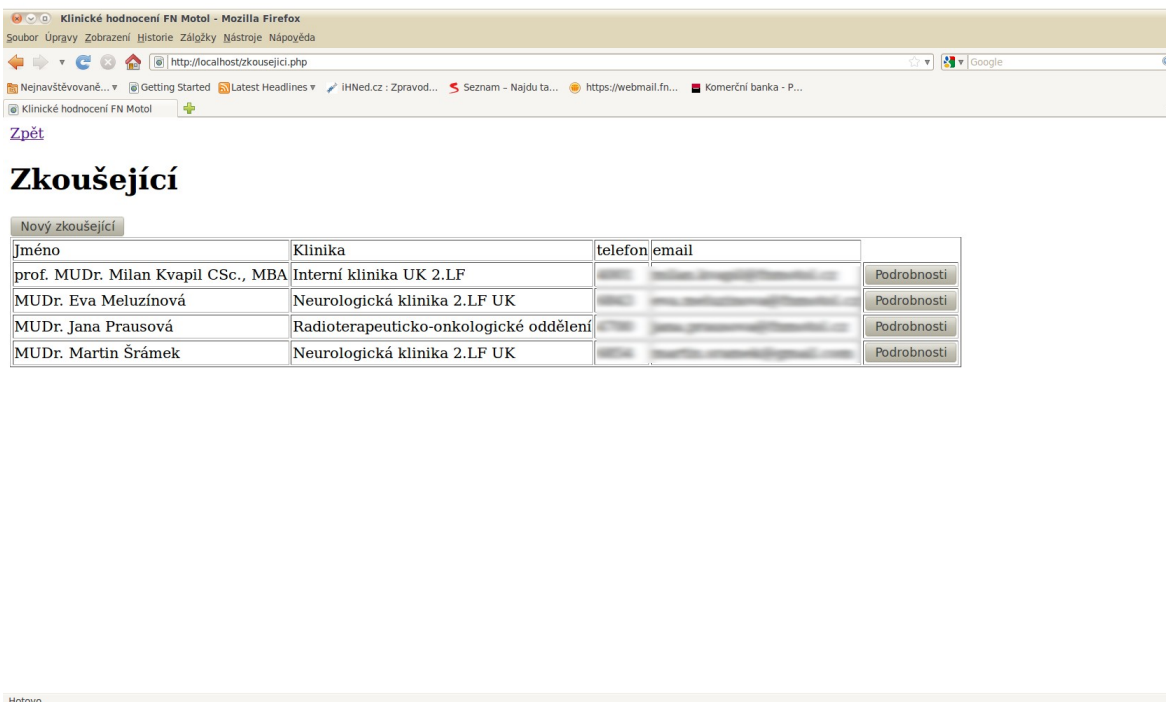 Klinické hodnocení FN Motol - Mozilla Firefox
Soubor Úpravy Zobrazení Historie Záložky Nástroje Nápověda
http://localhost/zkousejici.php Google
Nejnavštěvovaně... Getting Started Latest Headlines iHNed.cz : Zpravod... Seznam – Najdu ta... https://webmail.fn... Komerční banka - P...
Klinické hodnocení FN Motol
Zpět
Zkoušející
Nový zkoušející
Jméno Klinika telefon email
prof. MUDr. Milan Kvapil CSc., MBA Interní klinika UK 2.LF Podrobnosti
MUDr. Eva Meluzínová Neurologická klinika 2.LF UK Podrobnosti
MUDr. Jana Prausová Radioterapeuticko-onkologické oddělení Podrobnosti
MUDr. Martin Šrámek Neurologická klinika 2.LF UK Podrobnosti
Hotovo